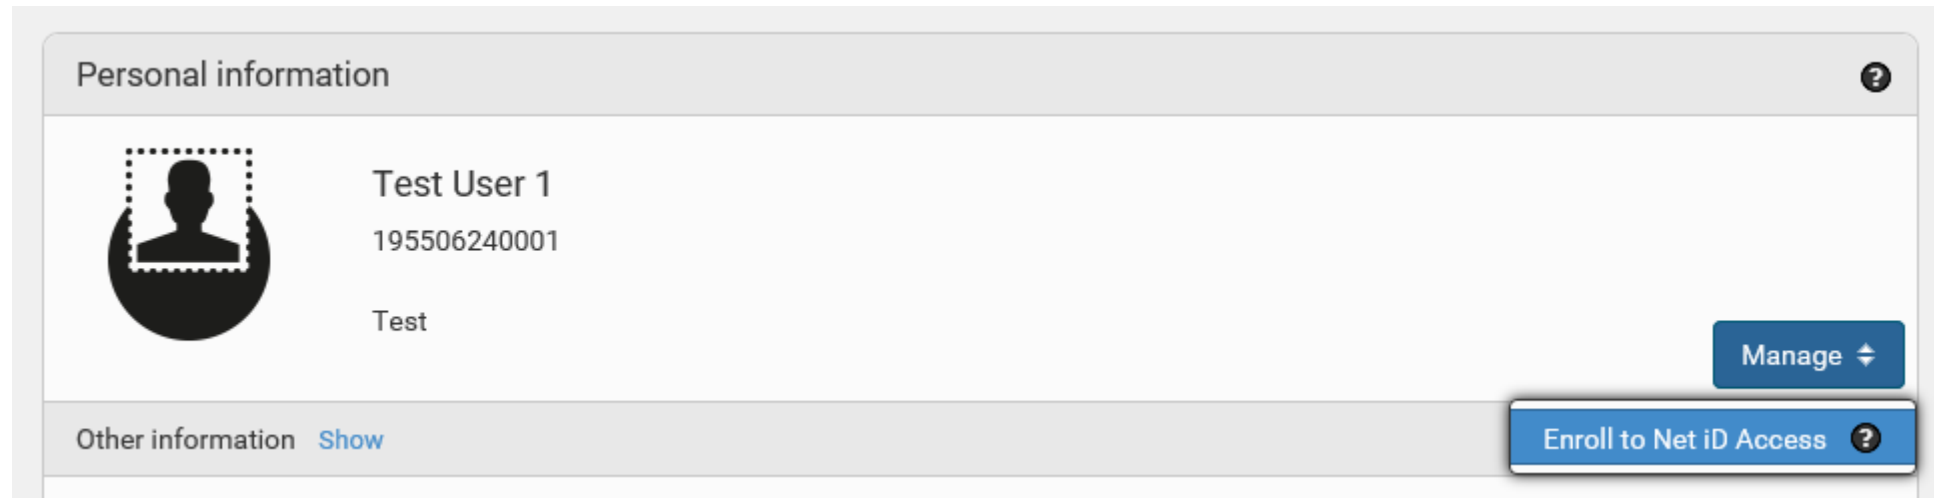 Personal information
Test User 1
195506240001
Test
Manage
Other information Show
Enroll to Net iD Access